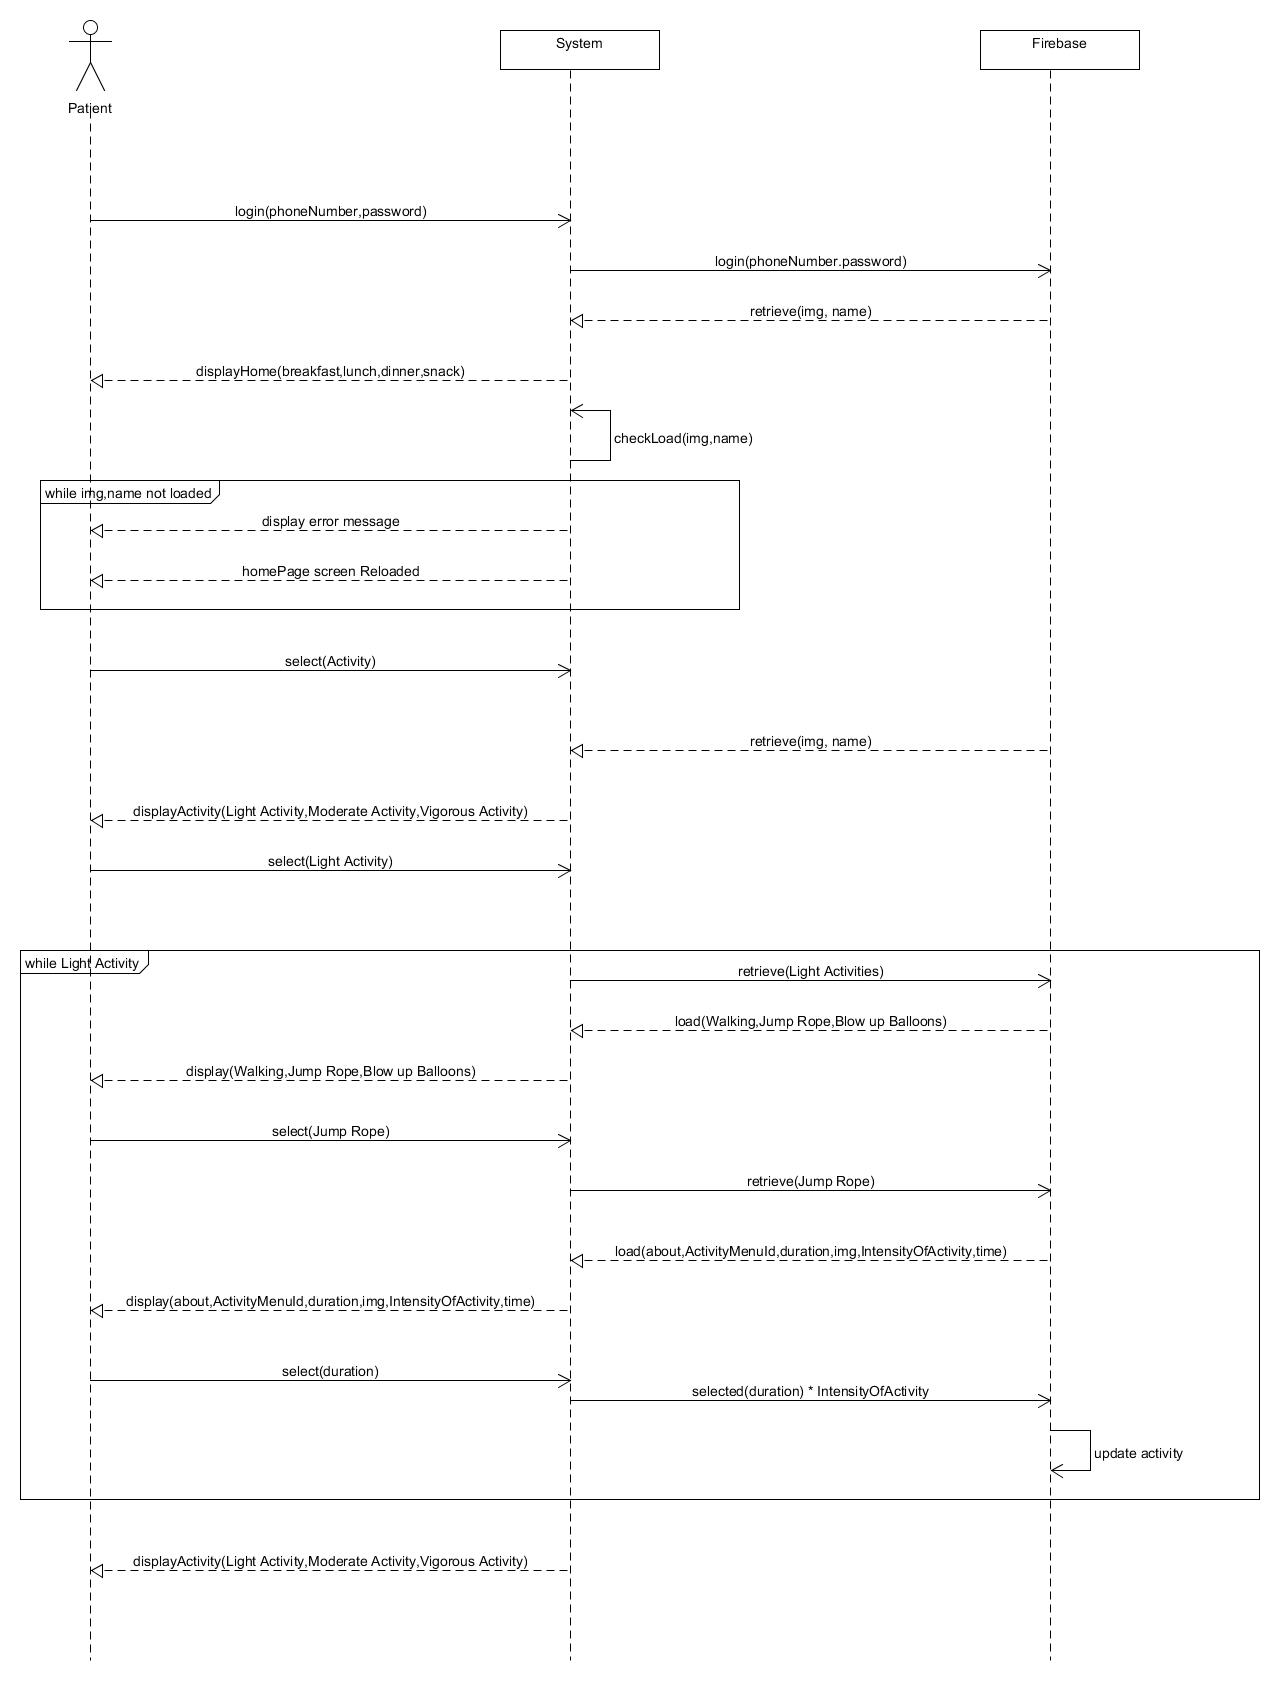 Patient
System
Firebase
login(phoneNumber,password)
login(phoneNumber.password)
retrieve(img, name)
displayHome(breakfast,lunch,dinner,snack)
checkLoad(img,name)
while img,name not loaded
display error message
homePage screen Reloaded
select(Activity)
retrieve(img, name)
displayActivity(Light Activity,Moderate Activity,Vigorous Activity)
select(Light Activity)
while Light Activity
retrieve(Light Activities)
load(Walking,Jump Rope,Blow up Balloons)
display(Walking,Jump Rope,Blow up Balloons)
select(Jump Rope)
retrieve(Jump Rope)
load(about,ActivityMenuId,duration,img,IntensityOfActivity,time)
display(about,ActivityMenuId,duration,img,IntensityOfActivity,time)
select(duration)
selected(duration) * IntensityOfActivity
update activity
displayActivity(Light Activity,Moderate Activity,Vigorous Activity)